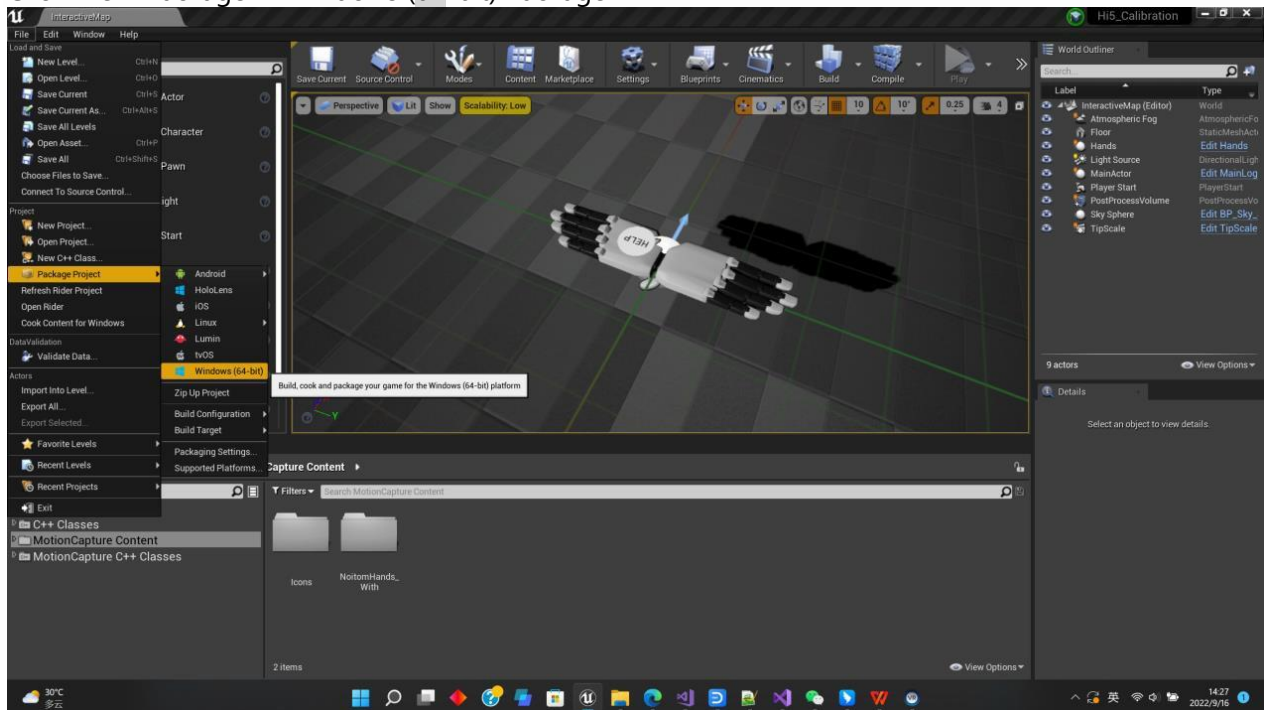 InteractiveMap
Hi5_Calibration
File Edit Window Help
Load and Save
New Level... Ctrl+N
Open Level... Ctrl+O
Save Current Ctrl+S
Save Current As... Ctrl+Alt+S
Save All Levels
Open Asset... Ctrl+P
Save All Ctrl+Shift+S
Choose Files to Save...
Connect To Source Control...
Project
New Project...
Open Project...
New C++ Class...
Package Project
Refresh Rider Project
Open Rider
Cook Content for Windows
DataValidation
Validate Data...
Actors
Import Into Level...
Export All...
Export Selected...
Favorite Levels
Recent Levels
Recent Projects
Exit
Actor
Character
Pawn
ight
Start
Android
HoloLens
iOS
Linux
Lumin
tvOS
Windows (64-bit)
Zip Up Project
Build Configuration
Build Target
Packaging Settings...
Supported Platforms...
Build, cook and package your game for the Windows (64-bit) platform
Save Current Source Control Modes Content Marketplace Settings Blueprints Cinematics Build Compile Play
Perspective Lit Show Scalability: Low
10 10° 0.25 4
HELP
Y
World Outliner
Search...
Label Type
InteractiveMap (Editor) World
Atmospheric Fog AtmosphericFo
Floor StaticMeshActo
Hands Edit Hands
Light Source DirectionalLigh
MainActor Edit MainLog
Player Start PlayerStart
PostProcessVolume PostProcessVo
Sky Sphere Edit BP_Sky_
TipScale Edit TipScale
9 actors View Options
Details
Select an object to view details.
Capture Content
Filters Search MotionCapture Content
C++ Classes
MotionCapture Content
MotionCapture C++ Classes
Icons
NoitomHands_
With
2 items View Options
30°C
多云
英
14:27
2022/9/16
1